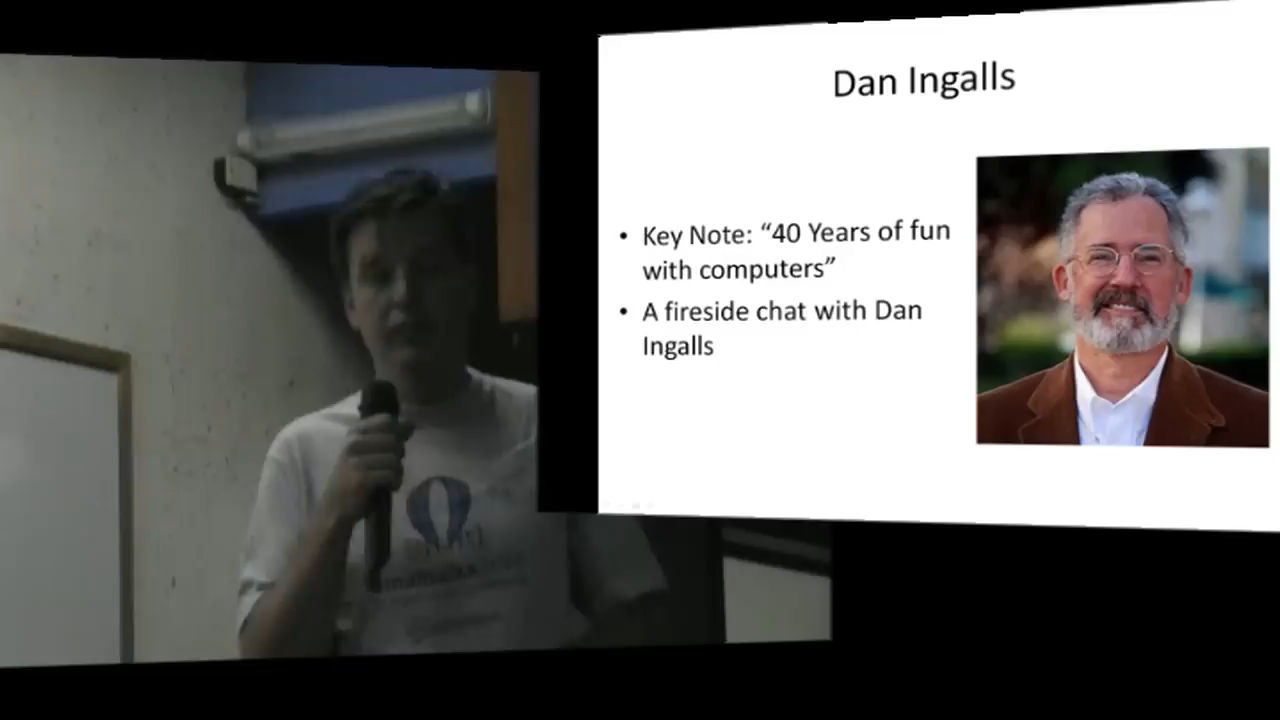 Dan Ingalls
• Key Note: “40 Years of fun
with computers”
• A fireside chat with Dan
Ingalls